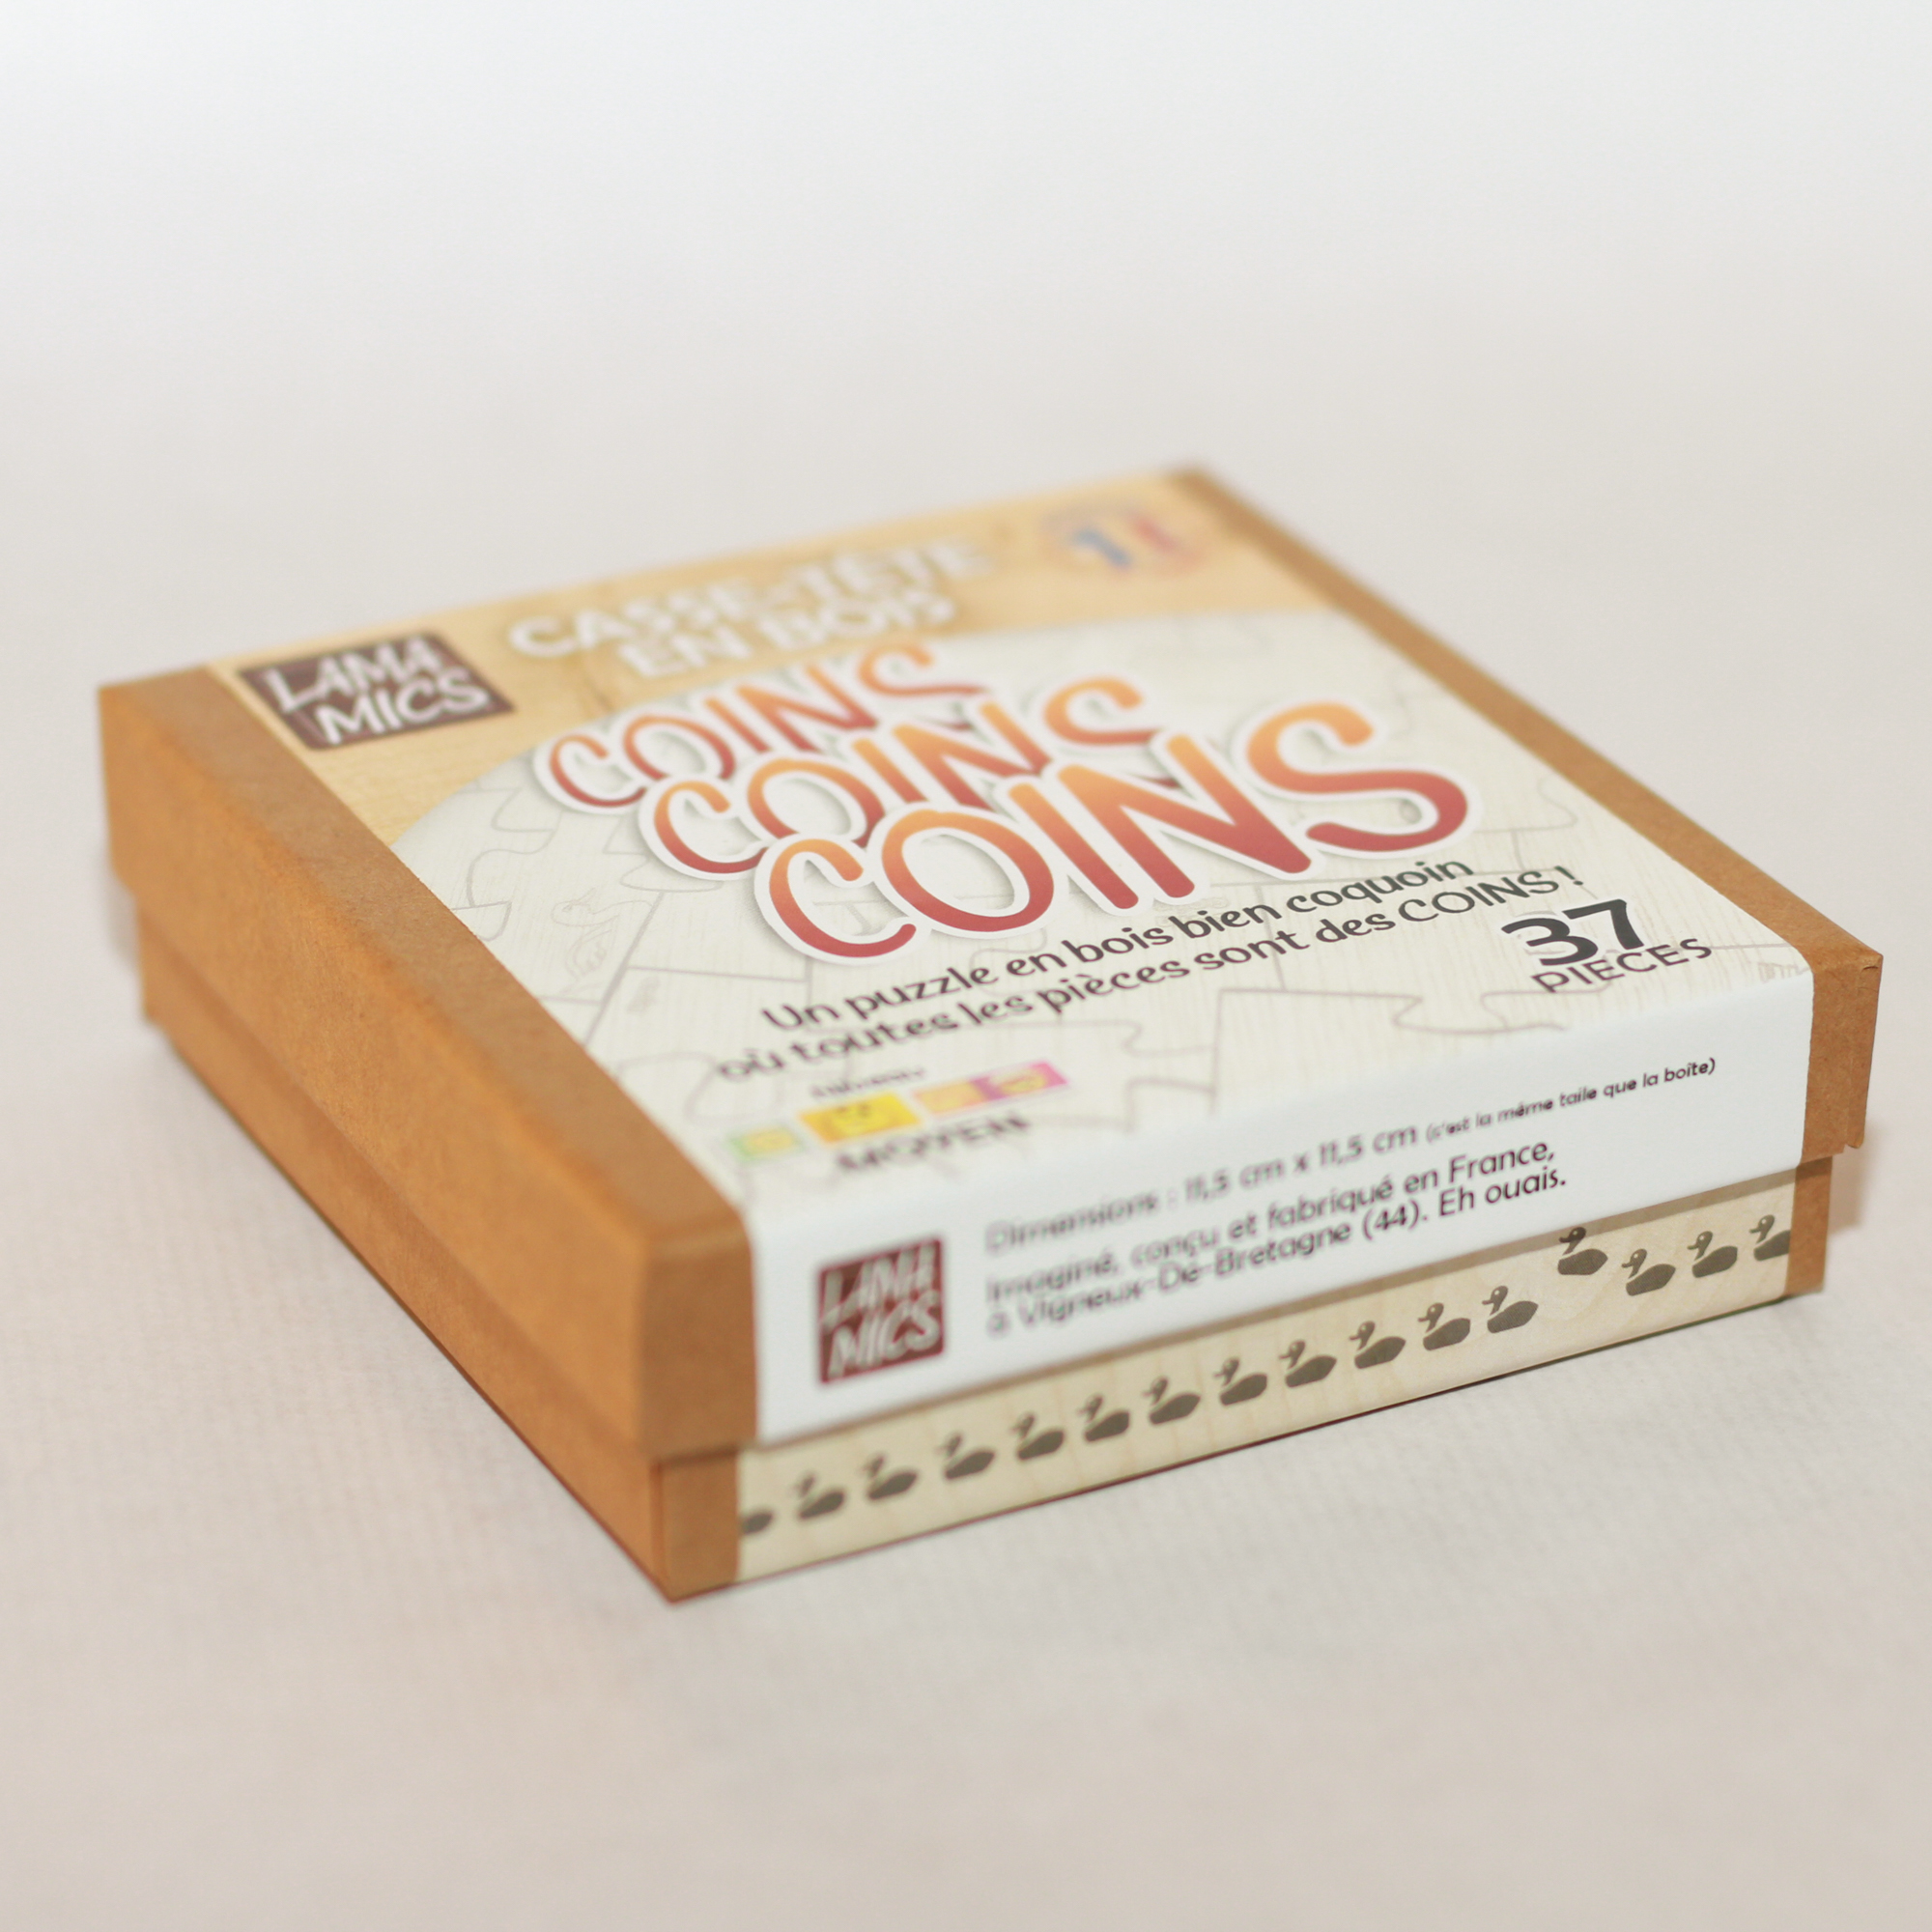 LAMA
MICS
CASSE-TÊTE
EN BOIS
COINS
COINS
COINS
Un puzzle en bois bien coquoin
où toutes les pièces sont des COINS !
37
PIECES
MOYEN
LAMA
MICS
Dimensions : 11,5 cm x 11,5 cm (c'est la même taile que la boîte)
Imaginé, conçu et fabriqué en France,
à Vigneux-De-Bretagne (44). Eh ouais.